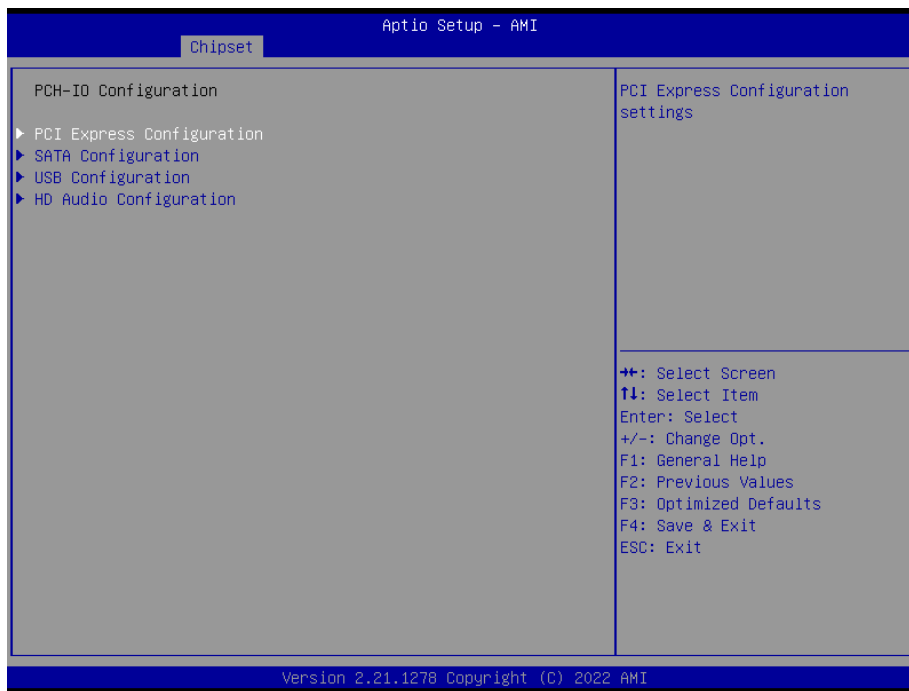 Aptio Setup – AMI
Chipset
PCH-IO Configuration
PCI Express Configuration
SATA Configuration
USB Configuration
HD Audio Configuration
PCI Express Configuration
settings
→←: Select Screen
↑↓: Select Item
Enter: Select
+/-: Change Opt.
F1: General Help
F2: Previous Values
F3: Optimized Defaults
F4: Save & Exit
ESC: Exit
Version 2.21.1278 Copyright (C) 2022 AMI